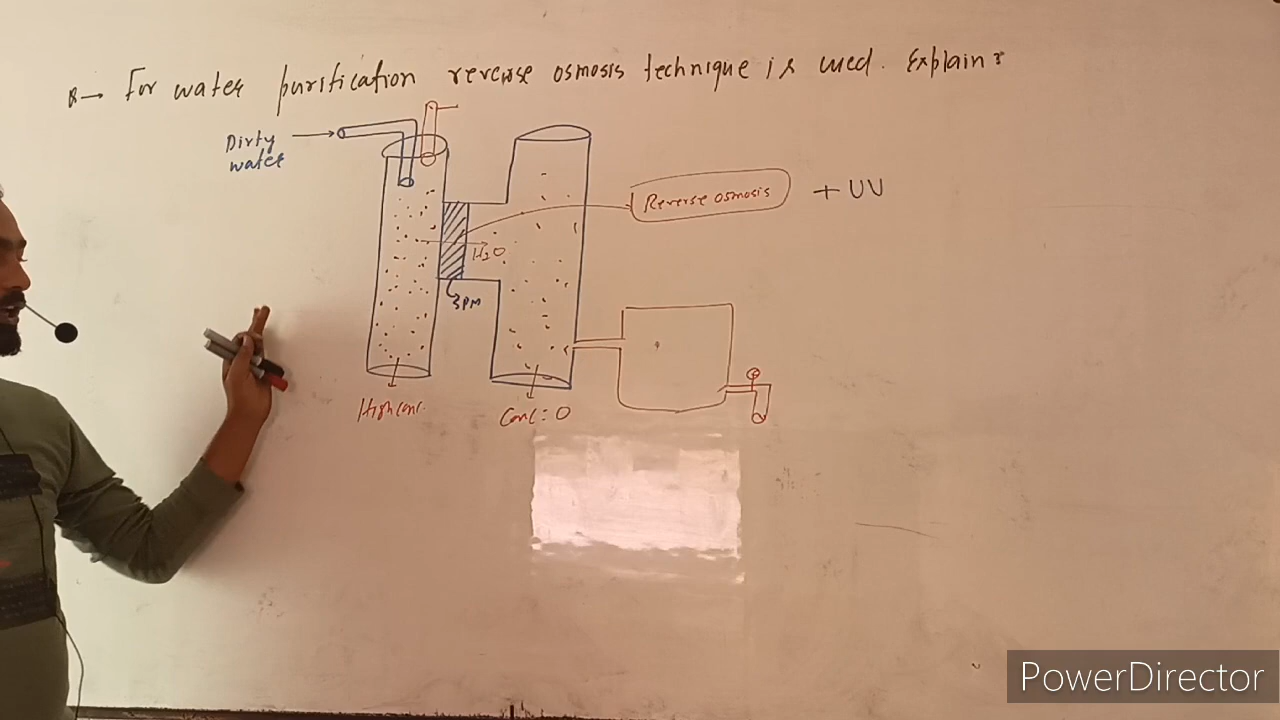 Q→ For water purification reverse osmosis technique is used. Explain?
Dirty
water
Reverse osmosis
+ UV
H2O
SPM
High conc.
Conc: 0
PowerDirector